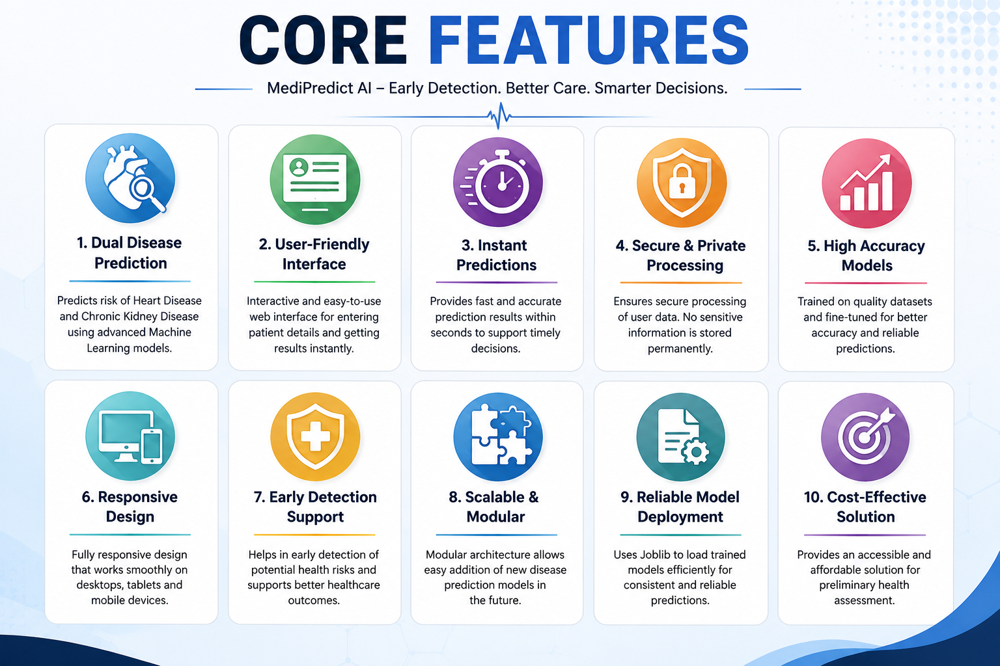 CORE FEATURES
MediPredict AI – Early Detection. Better Care. Smarter Decisions.
1. Dual Disease
Prediction
Predicts risk of Heart Disease
and Chronic Kidney Disease
using advanced Machine
Learning models.
2. User-Friendly
Interface
Interactive and easy-to-use
web interface for entering
patient details and getting
results instantly.
3. Instant
Predictions
Provides fast and accurate
prediction results within
seconds to support timely
decisions.
4. Secure & Private
Processing
Ensures secure processing
of user data. No sensitive
information is stored
permanently.
5. High Accuracy
Models
Trained on quality datasets
and fine-tuned for better
accuracy and reliable
predictions.
6. Responsive
Design
Fully responsive design
that works smoothly on
desktops, tablets and
mobile devices.
7. Early Detection
Support
Helps in early detection of
potential health risks and
supports better healthcare
outcomes.
8. Scalable &
Modular
Modular architecture allows
easy addition of new disease
prediction models in
the future.
9. Reliable Model
Deployment
Uses Joblib to load trained
models efficiently for
consistent and reliable
predictions.
10. Cost-Effective
Solution
Provides an accessible and
affordable solution for
preliminary health
assessment.